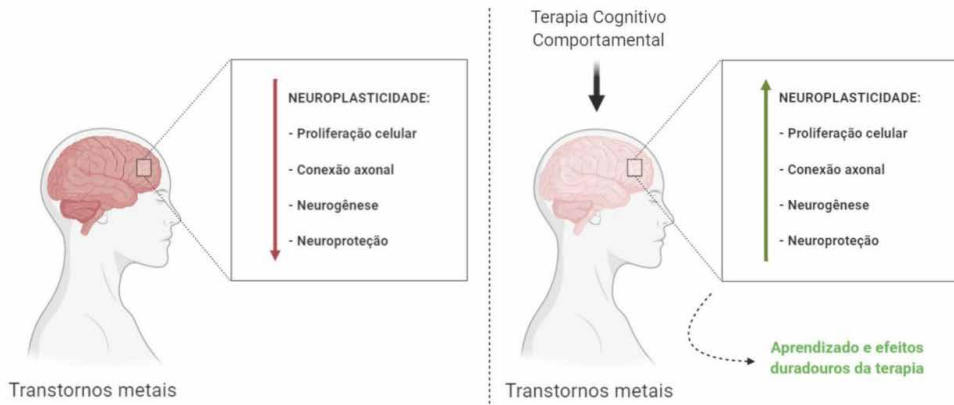 NEUROPLASTICIDADE:
- Proliferação celular
- Conexão axonal
- Neurogênese
- Neuroproteção
Transtornos metais
Terapia Cognitivo
Comportamental
NEUROPLASTICIDADE:
- Proliferação celular
- Conexão axonal
- Neurogênese
- Neuroproteção
Aprendizado e efeitos
duradouros da terapia
Transtornos metais